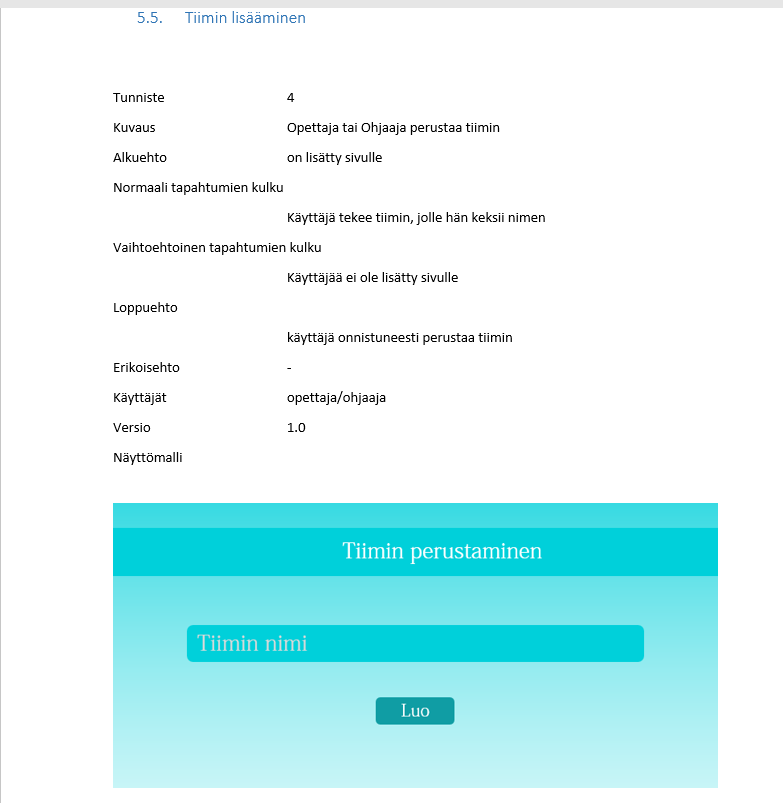 5.5. Tiimin lisääminen
Tunniste 4
Kuvaus Opettaja tai Ohjaaja perustaa tiimin
Alkuehto on lisätty sivulle
Normaali tapahtumien kulku
Käyttäjä tekee tiimin, jolle hän keksii nimen
Vaihtoehtoinen tapahtumien kulku
Käyttäjää ei ole lisätty sivulle
Loppuehto
käyttäjä onnistuneesti perustaa tiimin
Erikoisehto -
Käyttäjät opettaja/ohjaaja
Versio 1.0
Näyttömalli
Tiimin perustaminen
Tiimin nimi
Luo